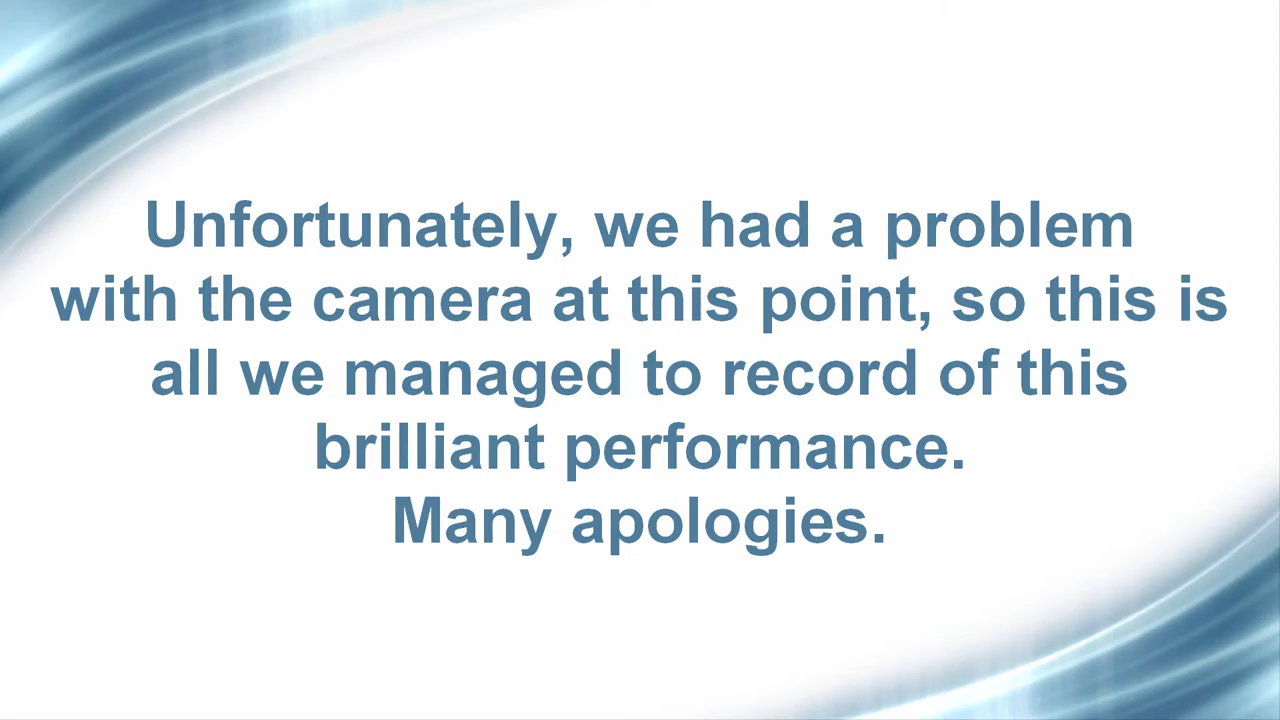 Unfortunately, we had a problem
with the camera at this point, so this is
all we managed to record of this
brilliant performance.
Many apologies.